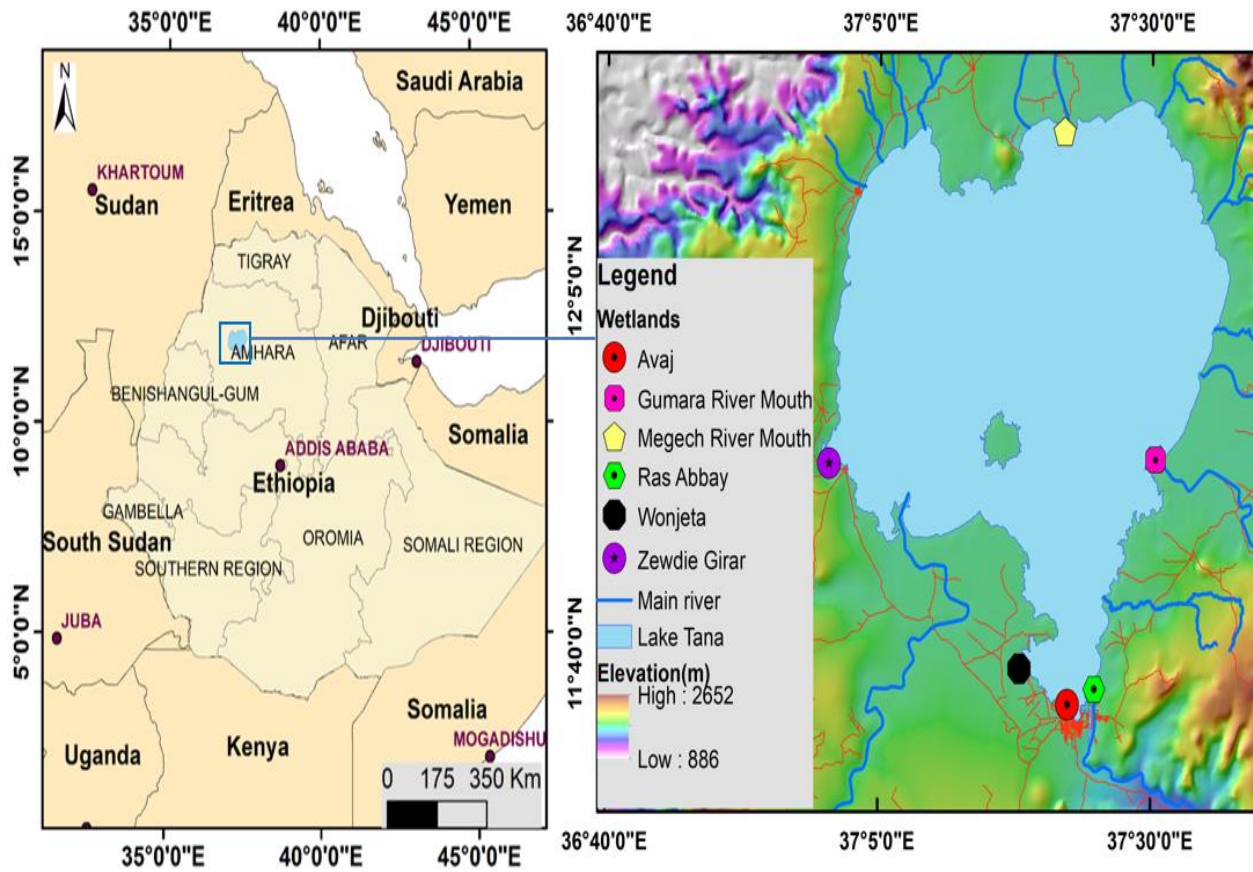 35°0'0"E 40°0'0"E 45°0'0"E
N
Saudi Arabia
KHARTOUM
Sudan
Eritrea
Yemen
TIGRAY
Djibouti
AFAR
DJIBOUTI
AMHARA
BENISHANGUL-GUM
ADDIS ABABA
Somalia
Ethiopia
GAMBELLA
OROMIA
SOMALI REGION
South Sudan
SOUTHERN REGION
JUBA
Somalia
Uganda
Kenya
MOGADISHU
0 175 350 Km
15°0'0"N
10°0'0"N
5°0'0"N
35°0'0"E 40°0'0"E 45°0'0"E
36°40'0"E 37°5'0"E 37°30'0"E
12°5'0"N
11°40'0"N
Legend
Wetlands
Avaj
Gumara River Mouth
Megech River Mouth
Ras Abbay
Wonjeta
Zewdie Girar
Main river
Lake Tana
Elevation(m)
High : 2652
Low : 886
36°40'0"E 37°5'0"E 37°30'0"E